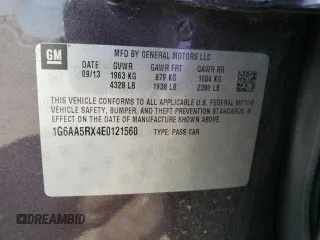 GM
MFD BY GENERAL MOTORS LLC
DATE GVWR GAWR FRT GAWR RR
09/13 1963 KG 879 KG 1084 KG
4328 LB 1938 LB 2390 LB
THIS VEHICLE CONFORMS TO ALL APPLICABLE U.S. FEDERAL MOTOR VEHICLE SAFETY, BUMPER, AND THEFT PREVENTION STANDARDS IN EFFECT ON THE DATE OF MANUFACTURE SHOWN ABOVE.
1G6AA5RX4E0121560 TYPE: PASS CAR
© DREAMBID